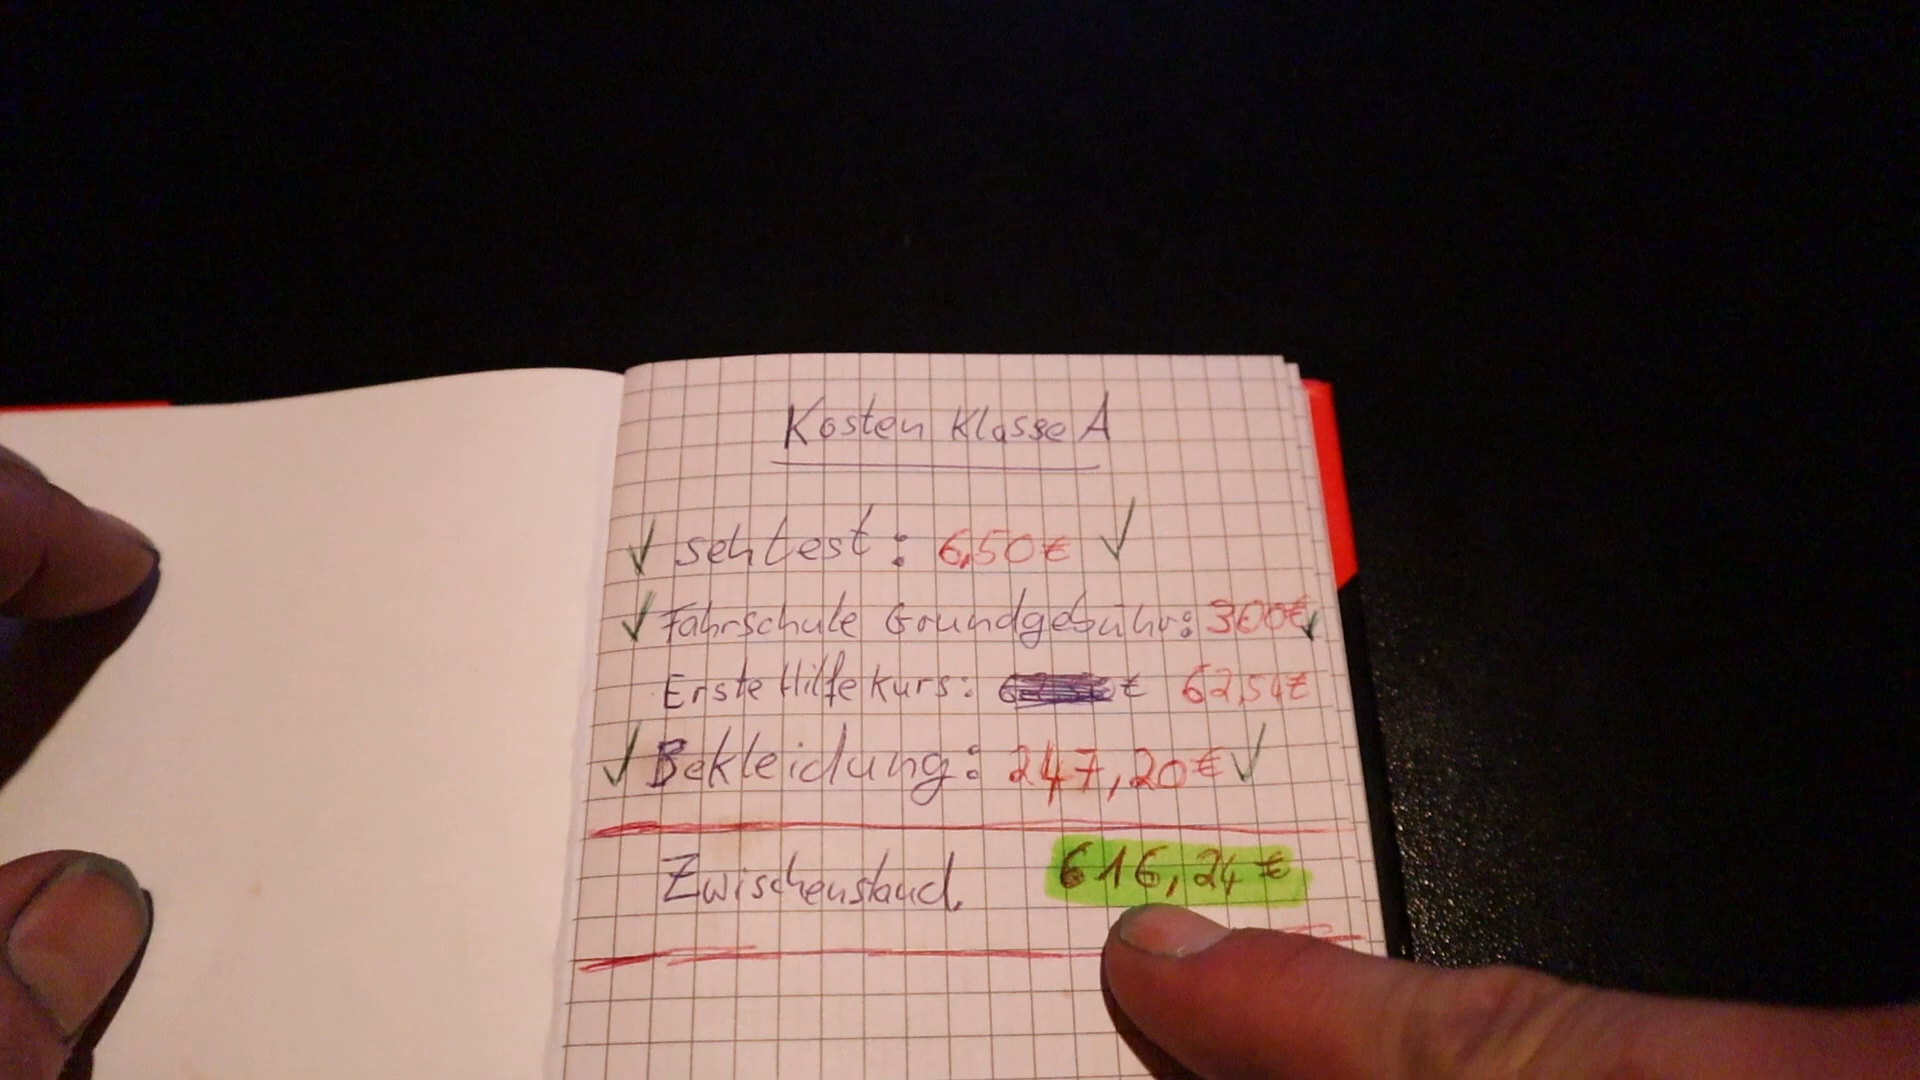 Kosten Klasse A
✓ Sehtest: 6,50€ ✓
✓ Fahrschule Grundgebühr: 300€ ✓
Erste Hilfe Kurs: € 62,54€
✓ Bekleidung: 247,20€ ✓
Zwischenstand 616,24€